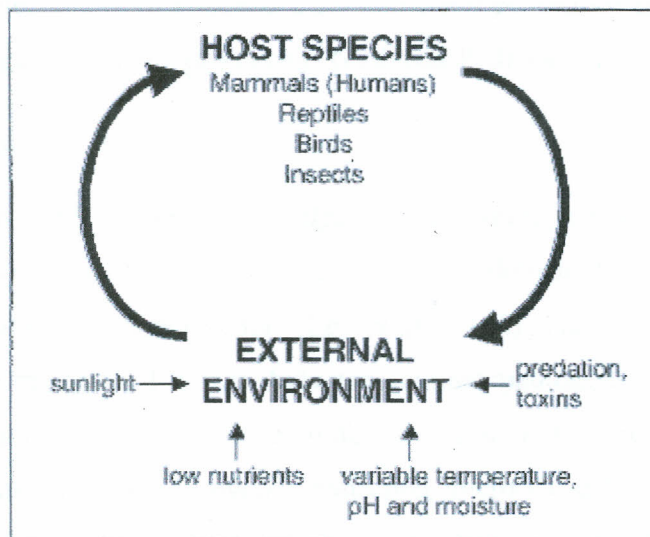 HOST SPECIES
Mammals (Humans)
Reptiles
Birds
Insects
EXTERNAL
ENVIRONMENT
sunlight
predation,
toxins
low nutrients
variable temperature,
pH and moisture